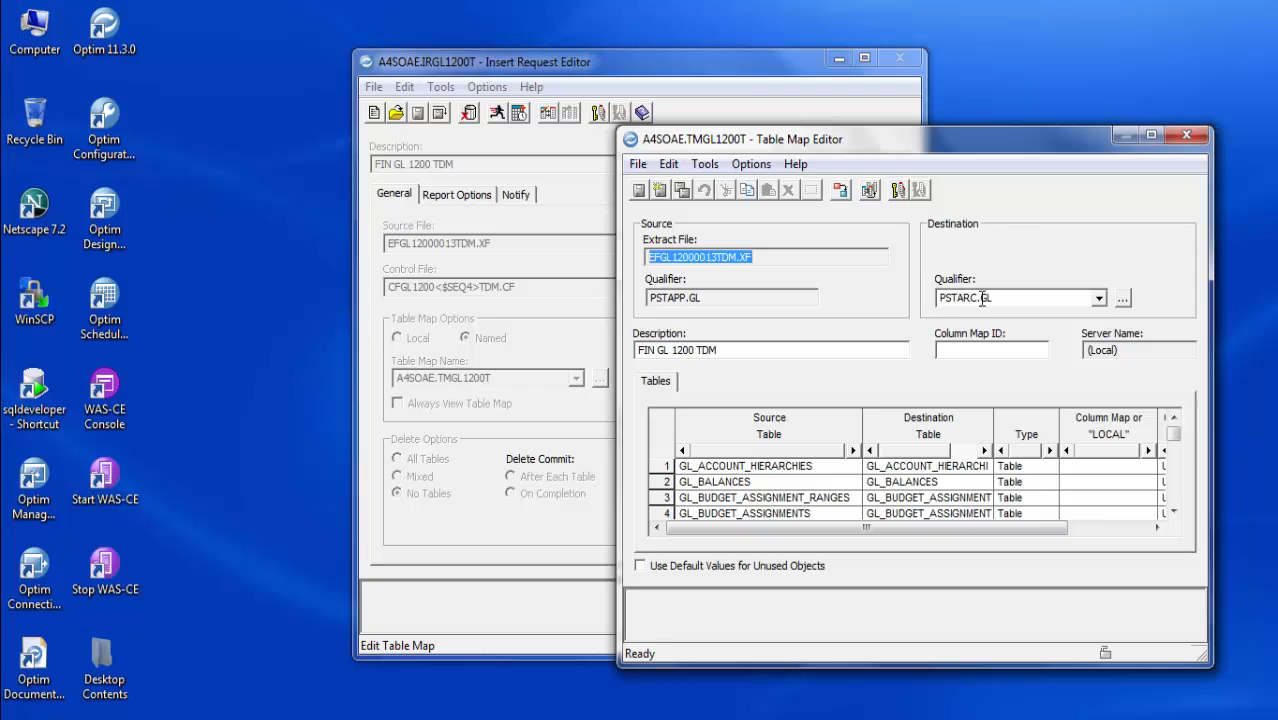 Computer
Optim 11.3.0
Recycle Bin
Optim
Configurat...
Netscape 7.2
Optim
Design...
WinSCP
Optim
Schedul...
sqldeveloper
- Shortcut
WAS-CE
Console
Optim
Manag...
Start WAS-CE
Optim
Connecti...
Stop WAS-CE
Optim
Document...
Desktop
Contents
A4SOAE.IRGL1200T - Insert Request Editor
File Edit Tools Options Help
Description:
FIN GL 1200 TDM
General Report Options Notify
Source File:
EFGL12000013TDM.XF
Control File:
CFGL1200<$SEQ4>TDM.CF
Table Map Options
Local Named
Table Map Name:
A4SOAE.TMGL1200T
...
Always View Table Map
Delete Options
All Tables
Mixed
No Tables
Delete Commit:
After Each Table
On Completion
Edit Table Map
A4SOAE.TMGL1200T - Table Map Editor
File Edit Tools Options Help
Source
Extract File:
EFGL12000013TDM.XF
Qualifier:
PSTAPP.GL
Destination
Qualifier:
PSTARC.GL
...
Description:
FIN GL 1200 TDM
Column Map ID:
Server Name:
(Local)
Tables
Source
Table
Destination
Table
Type
Column Map or
"LOCAL"
1 GL_ACCOUNT_HIERARCHIES GL_ACCOUNT_HIERARCHI Table
2 GL_BALANCES GL_BALANCES Table
3 GL_BUDGET_ASSIGNMENT_RANGES GL_BUDGET_ASSIGNMENT Table
4 GL_BUDGET_ASSIGNMENTS GL_BUDGET_ASSIGNMENT Table
Use Default Values for Unused Objects
Ready